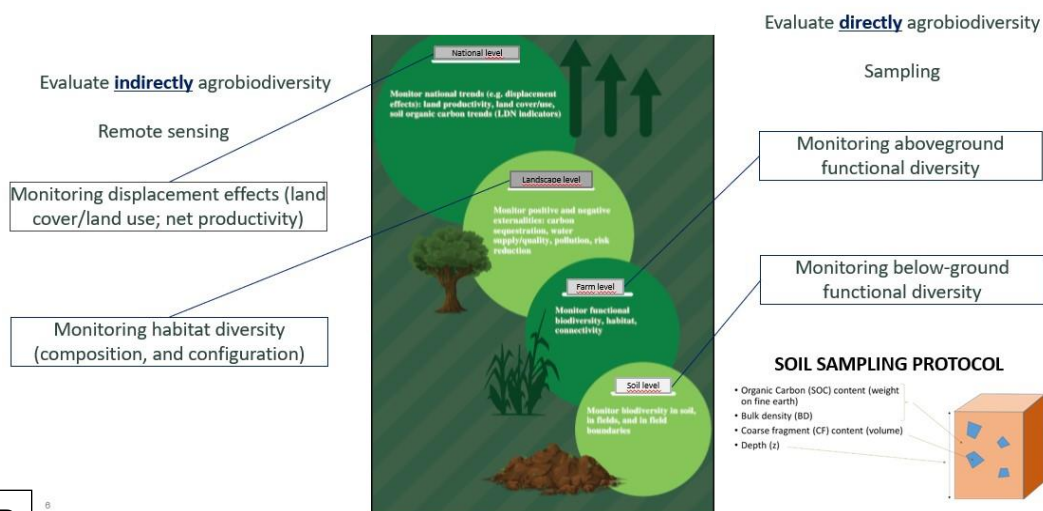 Evaluate directly agrobiodiversity
Sampling
Evaluate indirectly agrobiodiversity
Remote sensing
Monitoring displacement effects (land
cover/land use; net productivity)
Monitoring habitat diversity
(composition, and configuration)
National level
Monitor national trends (e.g. displacement
effects): land productivity, land cover/use,
soil organic carbon trends (LDN indicators)
Landscape level
Monitor positive and negative
externalities: carbon
sequestration, water
supply/quality, pollution, risk
reduction
Farm level
Monitor functional
biodiversity, habitat,
connectivity
Soil level
Monitor biodiversity in soil,
in fields, and in field
boundaries
Monitoring aboveground
functional diversity
Monitoring below-ground
functional diversity
SOIL SAMPLING PROTOCOL
• Organic Carbon (SOC) content (weight
on fine earth)
• Bulk density (BD)
• Coarse fragment (CF) content (volume)
• Depth (z)
6